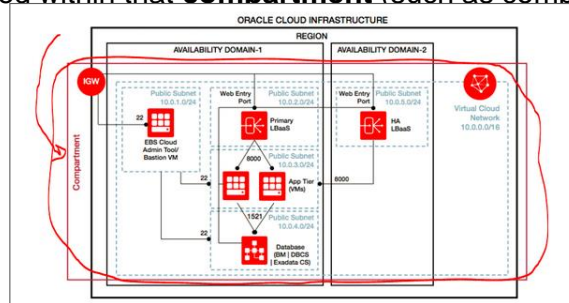 ed within that compartment (such as comb
ORACLE CLOUD INFRASTRUCTURE
REGION
AVAILABILITY DOMAIN-1
AVAILABILITY DOMAIN-2
IGW
Public Subnet
10.0.1.0/24
Web Entry
Port
Public Subnet
10.0.2.0/24
Web Entry
Port
Public Subnet
10.0.5.0/24
Virtual Cloud
Network
10.0.0.0/16
22
EBS Cloud
Admin Tool/
Bastion VM
Primary
LBaaS
HA
LBaaS
Compartment
8000
Public Subnet
10.0.3.0/24
22
App Tier
(VMs)
8000
1521
Public Subnet
10.0.4.0/24
22
Database
(BM | DBCS
| Exadata CS)